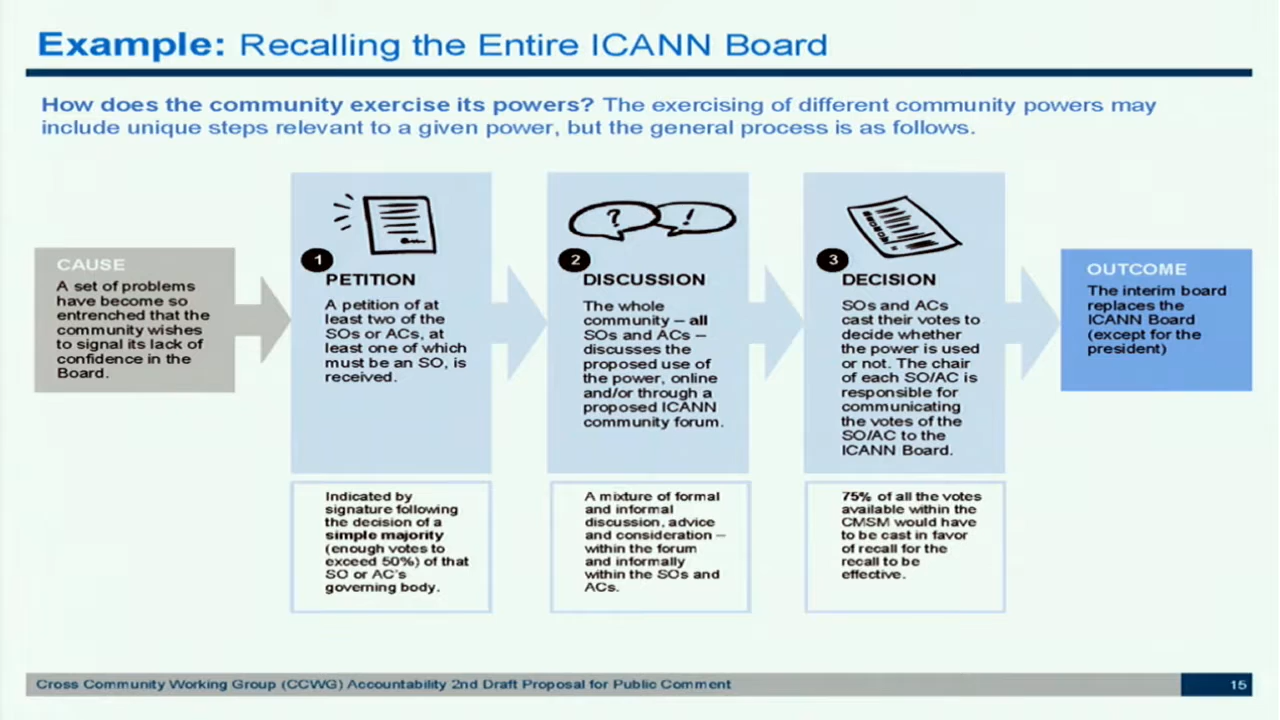 Example: Recalling the Entire ICANN Board
How does the community exercise its powers? The exercising of different community powers may
include unique steps relevant to a given power, but the general process is as follows.
CAUSE
A set of problems
have become so
entrenched that the
community wishes
to signal its lack of
confidence in the
Board.
1
PETITION
A petition of at
least two of the
SOs or ACs, at
least one of which
must be an SO, is
received.
Indicated by
signature following
the decision of a
simple majority
(enough votes to
exceed 50%) of that
SO or AC's
governing body.
?
!
2
DISCUSSION
The whole
community – all
SOs and ACs –
discusses the
proposed use of
the power, online
and/or through a
proposed ICANN
community forum.
A mixture of formal
and informal
discussion, advice
and consideration –
within the forum
and informally
within the SOs and
ACs.
3
DECISION
SOs and ACs
cast their votes to
decide whether
the power is used
or not. The chair
of each SO/AC is
responsible for
communicating
the votes of the
SO/AC to the
ICANN Board.
75% of all the votes
available within the
CMSM would have
to be cast in favor
of recall for the
recall to be
effective.
OUTCOME
The interim board
replaces the
ICANN Board
(except for the
president)
Cross Community Working Group (CCWG) Accountability 2nd Draft Proposal for Public Comment
15